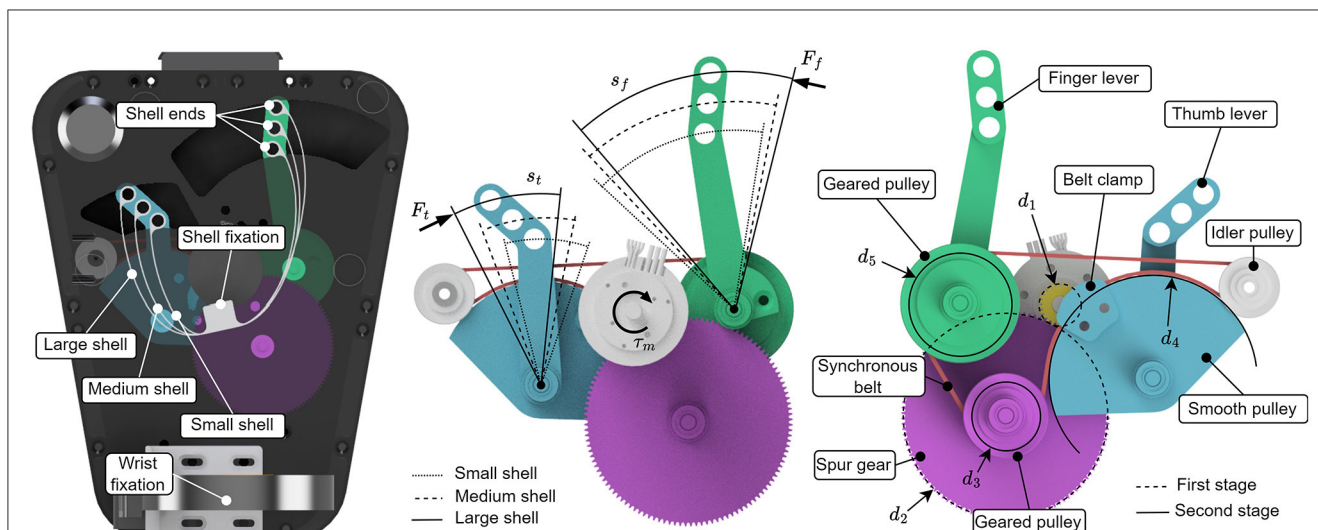 Shell ends
Shell fixation
Large shell
Medium shell
Small shell
Wrist
fixation
s_f
F_f
s_t
F_t
τ_m
Small shell
Medium shell
Large shell
Finger lever
Thumb lever
Geared pulley
Belt clamp
d_1
Idler pulley
d_5
d_4
Synchronous
belt
Smooth pulley
Spur gear
d_3
d_2
Geared pulley
First stage
Second stage